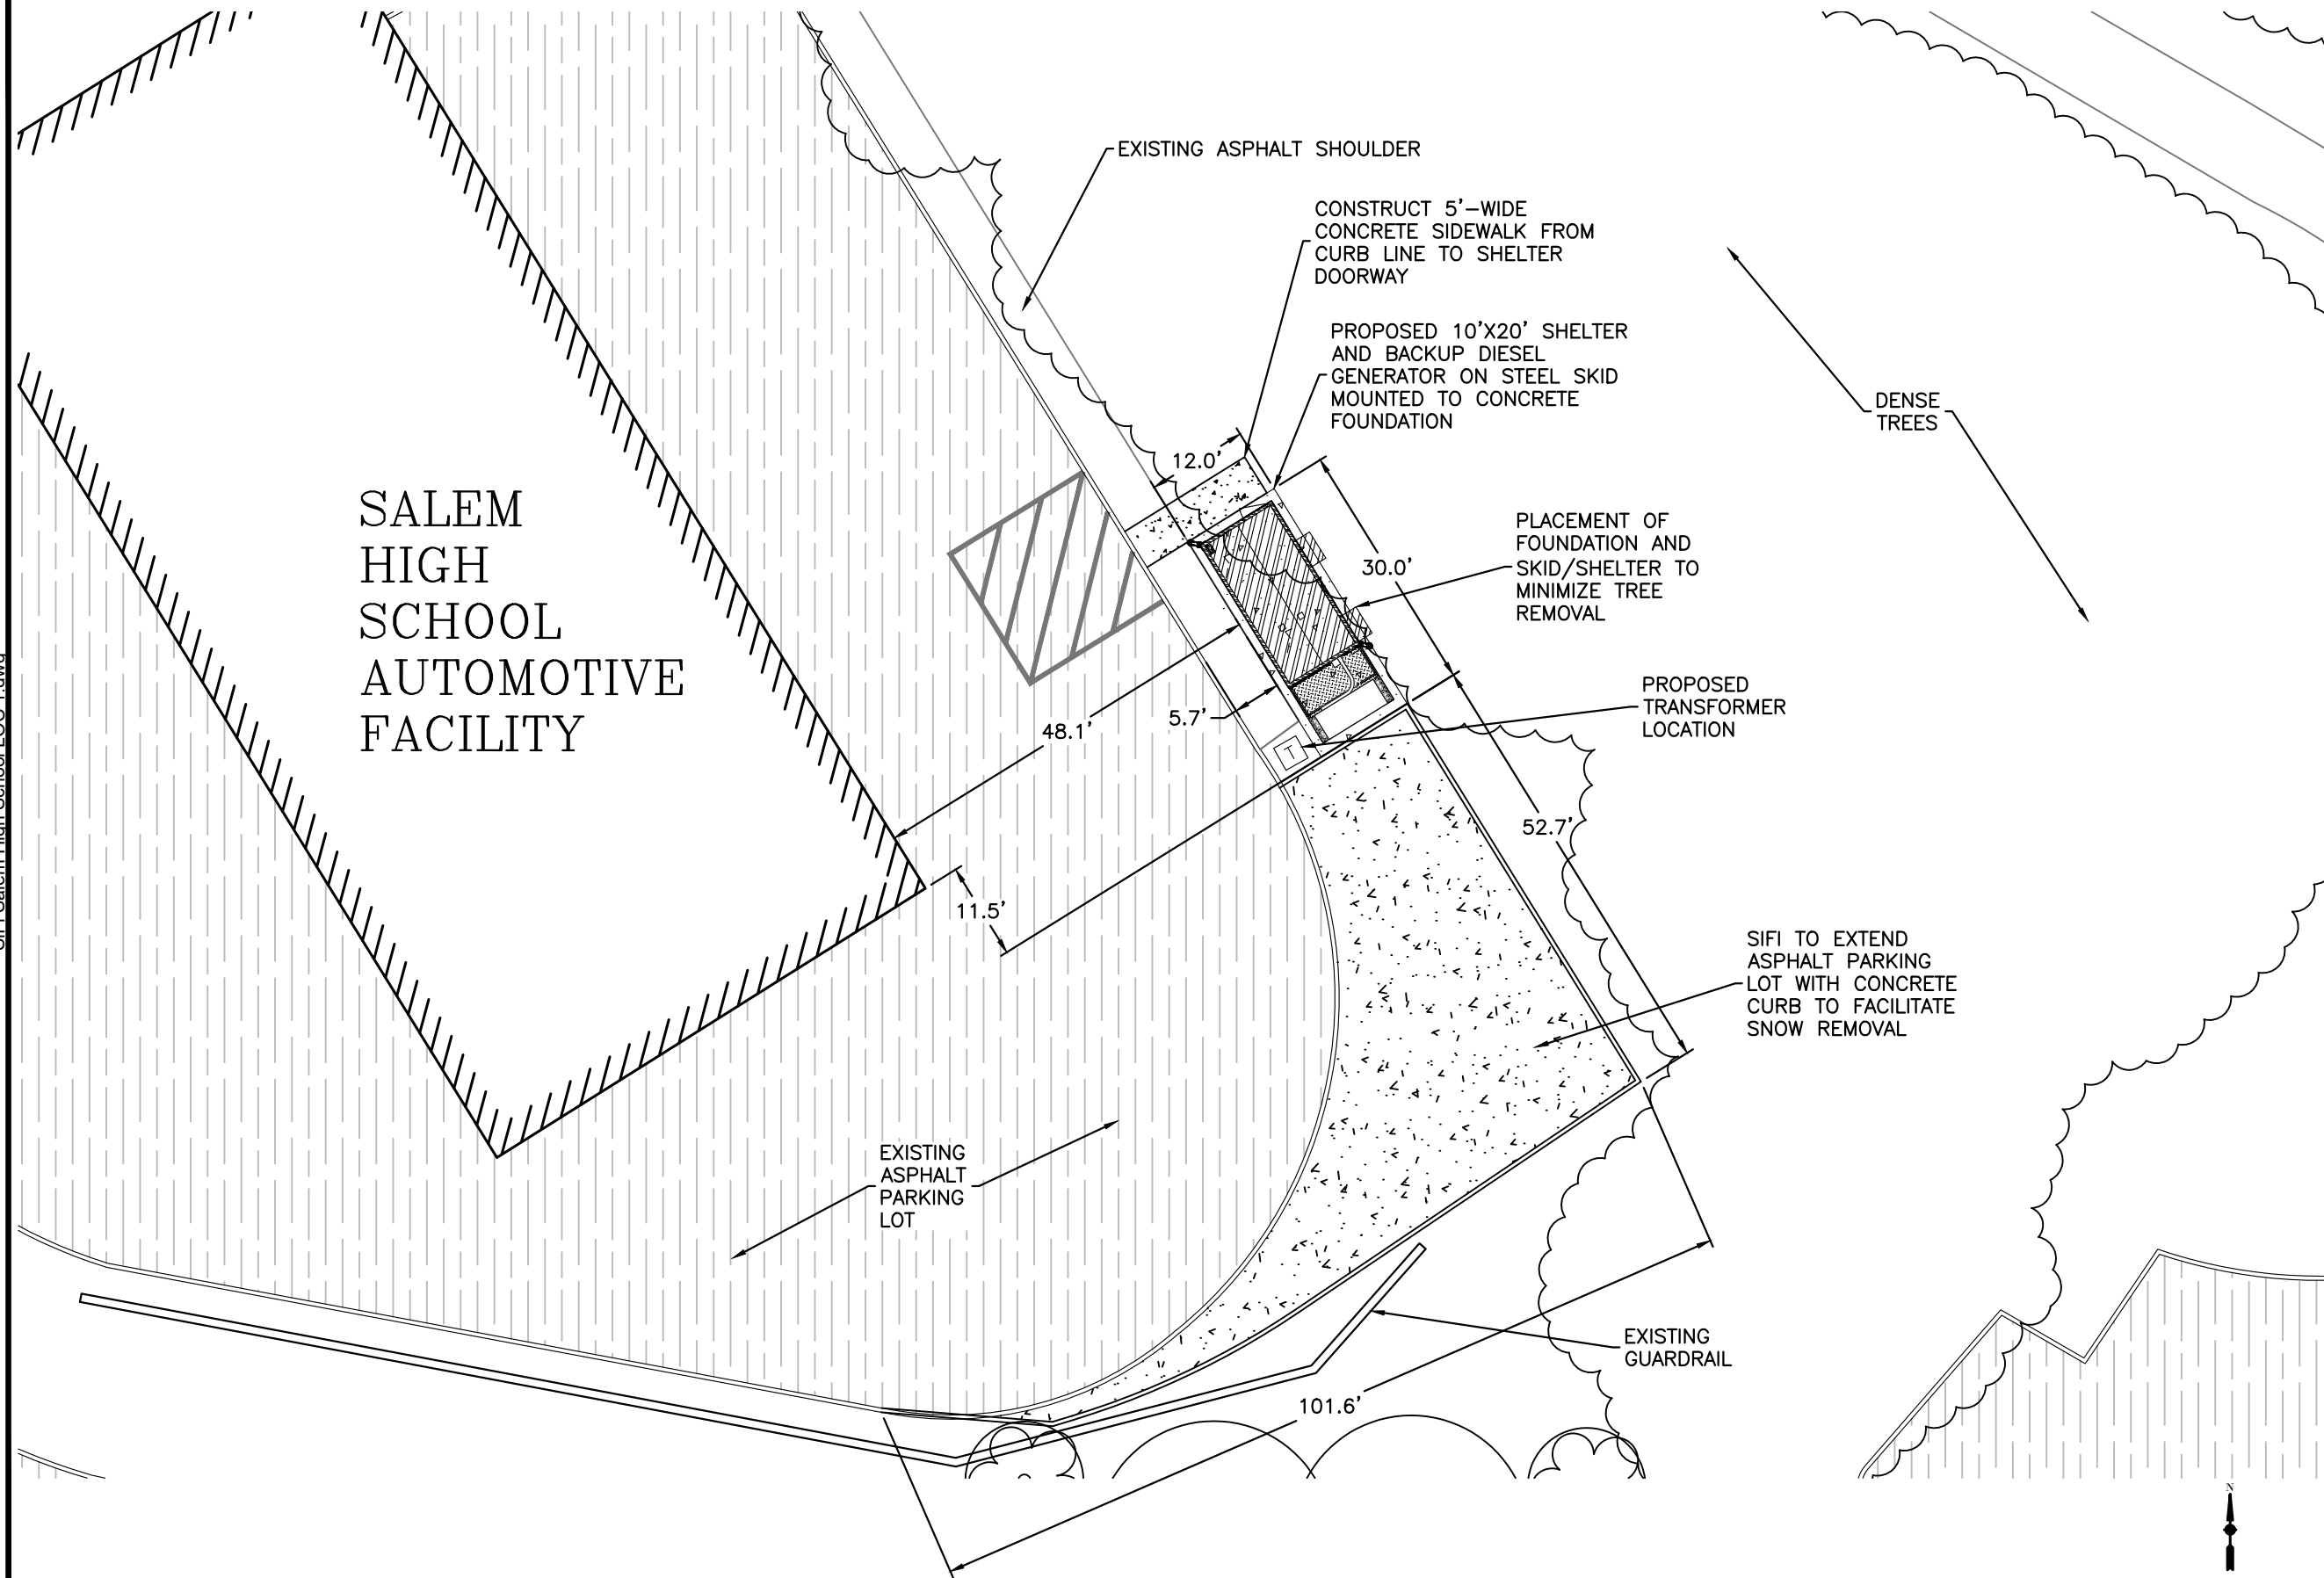 EXISTING ASPHALT SHOULDER
CONSTRUCT 5'-WIDE
CONCRETE SIDEWALK FROM
CURB LINE TO SHELTER
DOORWAY
PROPOSED 10'X20' SHELTER
AND BACKUP DIESEL
GENERATOR ON STEEL SKID
MOUNTED TO CONCRETE
FOUNDATION
DENSE
TREES
12.0'
30.0'
PLACEMENT OF
FOUNDATION AND
SKID/SHELTER TO
MINIMIZE TREE
REMOVAL
SALEM
HIGH
SCHOOL
AUTOMOTIVE
FACILITY
48.1'
5.7'
T
PROPOSED
TRANSFORMER
LOCATION
52.7'
11.5'
SIFI TO EXTEND
ASPHALT PARKING
LOT WITH CONCRETE
CURB TO FACILITATE
SNOW REMOVAL
EXISTING
ASPHALT
PARKING
LOT
EXISTING
GUARDRAIL
101.6'
N